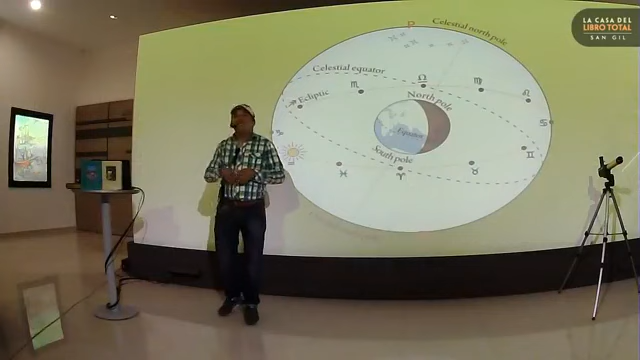 LA CASA DEL
LIBRO TOTAL
SAN GIL
P
Celestial north pole
Celestial equator
Ecliptic
North pole
Equator
South pole